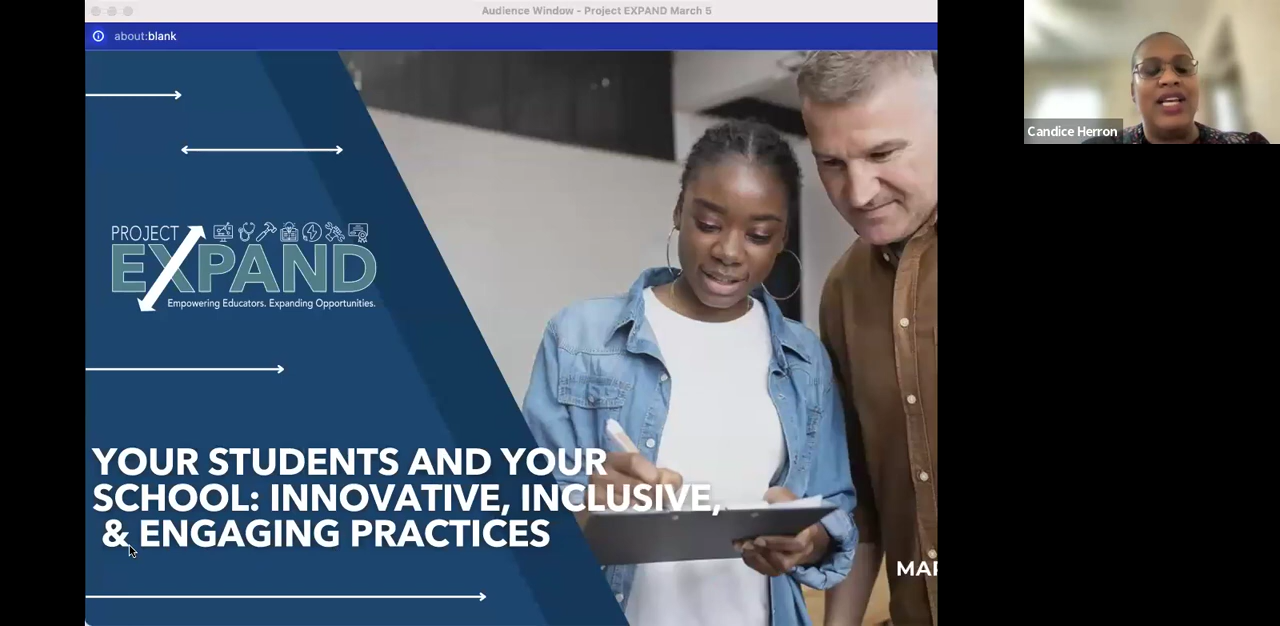 Audience Window - Project EXPAND March 5
about:blank
Candice Herron
PROJECT
EXPAND
Empowering Educators. Expanding Opportunities.
YOUR STUDENTS AND YOUR
SCHOOL: INNOVATIVE, INCLUSIVE,
& ENGAGING PRACTICES
MAR